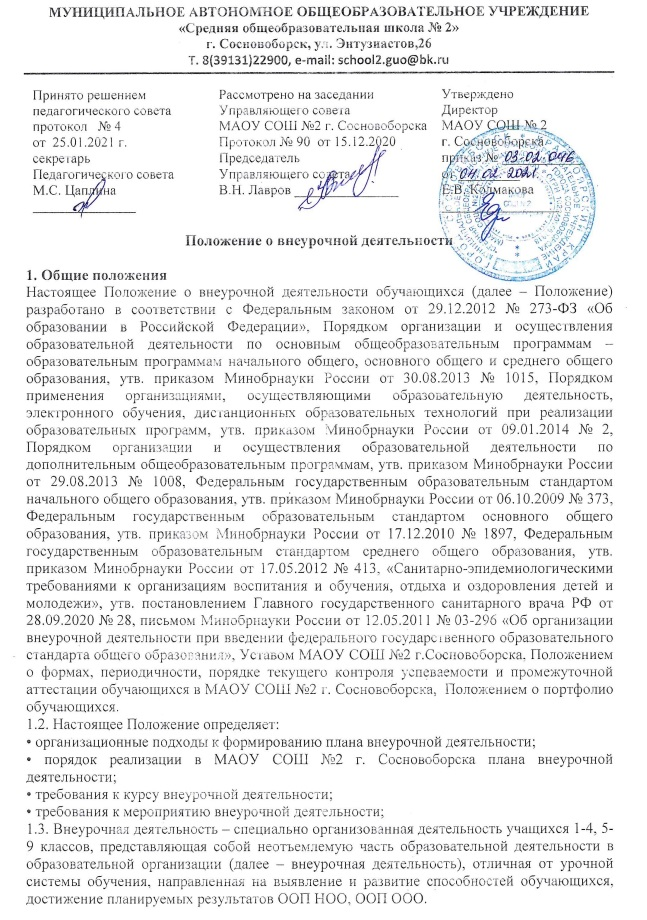 МУНИЦИПАЛЬНОЕ АВТОНОМНОЕ ОБЩЕОБРАЗОВАТЕЛЬНОЕ УЧРЕЖДЕНИЕ
«Средняя общеобразовательная школа № 2»
г. Сосновоборск, ул. Энтузиастов,26
Т. 8(39131)22900, e-mail: school2.guo@bk.ru
Принято решением
педагогического совета
протокол № 4
от 25.01.2021 г.
секретарь
Педагогического совета
М.С. Цаплина
Рассмотрено на заседании
Управляющего совета
МАОУ СОШ №2 г. Сосновоборска
Протокол № 90 от 15.12.2020
Председатель
Управляющего совета
В.Н. Лавров
Утверждено
Директор
МАОУ СОШ № 2
г. Сосновоборска
приказ № 03-02-046
от 04.02.2021.
Е.В. Колмакова
Положение о внеурочной деятельности
1. Общие положения
Настоящее Положение о внеурочной деятельности обучающихся (далее – Положение)
разработано в соответствии с Федеральным законом от 29.12.2012 № 273-ФЗ «Об
образовании в Российской Федерации», Порядком организации и осуществления
образовательной деятельности по основным общеобразовательным программам –
образовательным программам начального общего, основного общего и среднего общего
образования, утв. приказом Минобрнауки России от 30.08.2013 № 1015, Порядком
применения организациями, осуществляющими образовательную деятельность,
электронного обучения, дистанционных образовательных технологий при реализации
образовательных программ, утв. приказом Минобрнауки России от 09.01.2014 № 2,
Порядком организации и осуществления образовательной деятельности по
дополнительным общеобразовательным программам, утв. приказом Минобрнауки России
от 29.08.2013 № 1008, Федеральным государственным образовательным стандартом
начального общего образования, утв. приказом Минобрнауки России от 06.10.2009 № 373,
Федеральным государственным образовательным стандартом основного общего
образования, утв. приказом Минобрнауки России от 17.12.2010 № 1897, Федеральным
государственным образовательным стандартом среднего общего образования, утв.
приказом Минобрнауки России от 17.05.2012 № 413, «Санитарно-эпидемиологическими
требованиями к организациям воспитания и обучения, отдыха и оздоровления детей и
молодежи», утв. постановлением Главного государственного санитарного врача РФ от
28.09.2020 № 28, письмом Минобрнауки России от 12.05.2011 № 03-296 «Об организации
внеурочной деятельности при введении федерального государственного образовательного
стандарта общего образования», Уставом МАОУ СОШ №2 г.Сосновоборска, Положением
о формах, периодичности, порядке текущего контроля успеваемости и промежуточной
аттестации обучающихся в МАОУ СОШ №2 г. Сосновоборска, Положением о портфолио
обучающихся.
1.2. Настоящее Положение определяет:
• организационные подходы к формированию плана внеурочной деятельности;
• порядок реализации в МАОУ СОШ №2 г. Сосновоборска плана внеурочной
деятельности;
• требования к курсу внеурочной деятельности;
• требования к мероприятию внеурочной деятельности;
1.3. Внеурочная деятельность – специально организованная деятельность учащихся 1-4, 5-
9 классов, представляющая собой неотъемлемую часть образовательной деятельности в
образовательной организации (далее – внеурочная деятельность), отличная от урочной
системы обучения, направленная на выявление и развитие способностей обучающихся,
достижение планируемых результатов ООП НОО, ООП ООО.